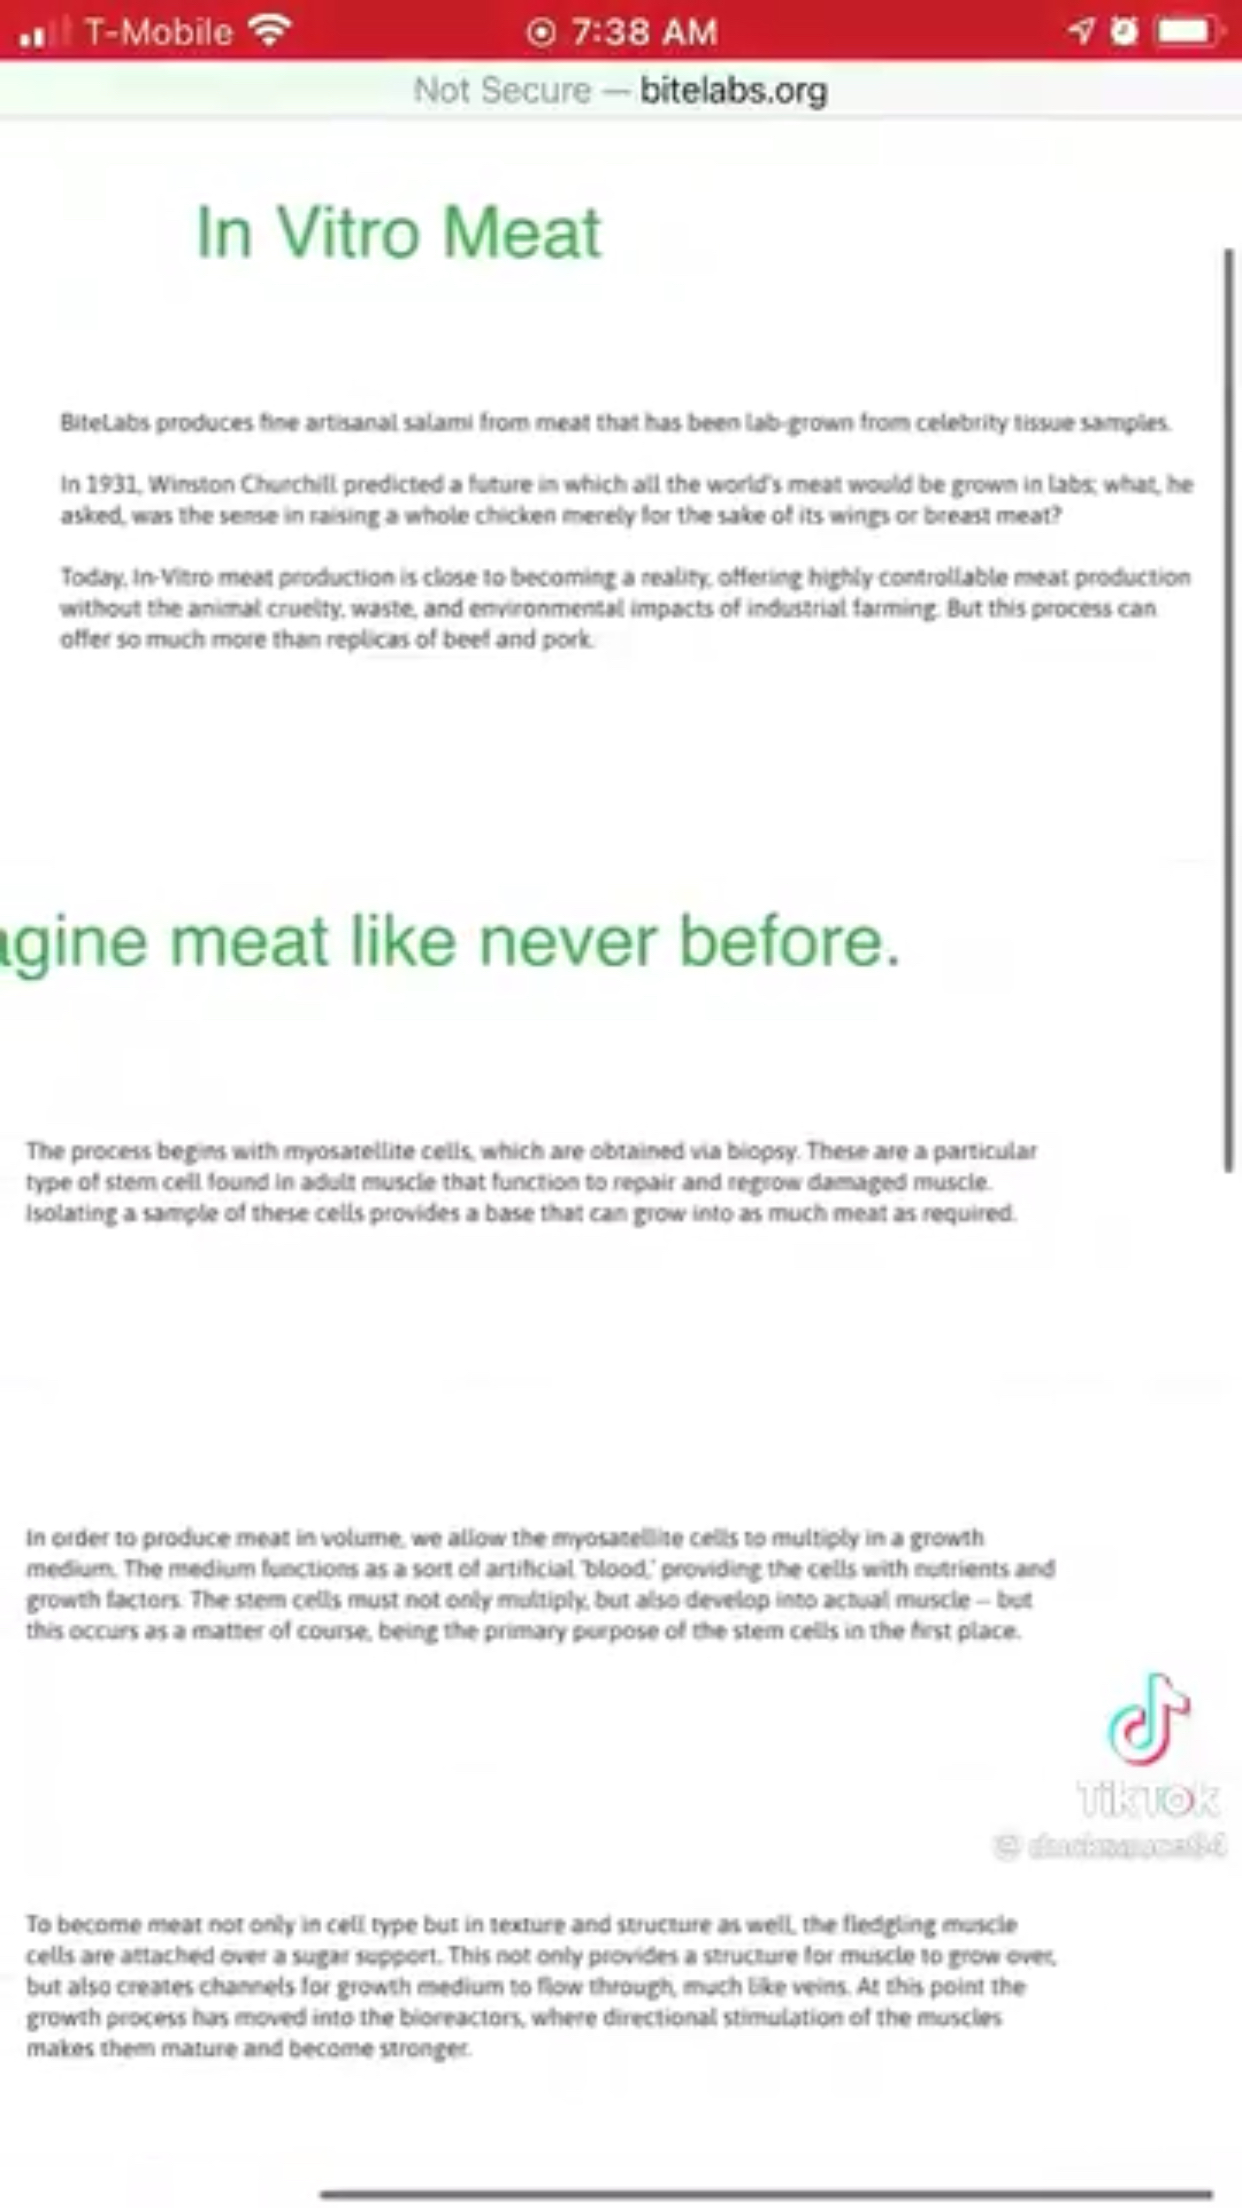 T-Mobile 7:38 AM
Not Secure — bitelabs.org
In Vitro Meat
BiteLabs produces fine artisanal salami from meat that has been lab-grown from celebrity tissue samples.
In 1931, Winston Churchill predicted a future in which all the world's meat would be grown in labs; what, he
asked, was the sense in raising a whole chicken merely for the sake of its wings or breast meat?
Today, In-Vitro meat production is close to becoming a reality, offering highly controllable meat production
without the animal cruelty, waste, and environmental impacts of industrial farming. But this process can
offer so much more than replicas of beef and pork.
agine meat like never before.
The process begins with myosatellite cells, which are obtained via biopsy. These are a particular
type of stem cell found in adult muscle that function to repair and regrow damaged muscle.
Isolating a sample of these cells provides a base that can grow into as much meat as required.
In order to produce meat in volume, we allow the myosatellite cells to multiply in a growth
medium. The medium functions as a sort of artificial 'blood,' providing the cells with nutrients and
growth factors. The stem cells must not only multiply, but also develop into actual muscle – but
this occurs as a matter of course, being the primary purpose of the stem cells in the first place.
TikTok
To become meat not only in cell type but in texture and structure as well, the fledgling muscle
cells are attached over a sugar support. This not only provides a structure for muscle to grow over,
but also creates channels for growth medium to flow through, much like veins. At this point the
growth process has moved into the bioreactors, where directional stimulation of the muscles
makes them mature and become stronger.